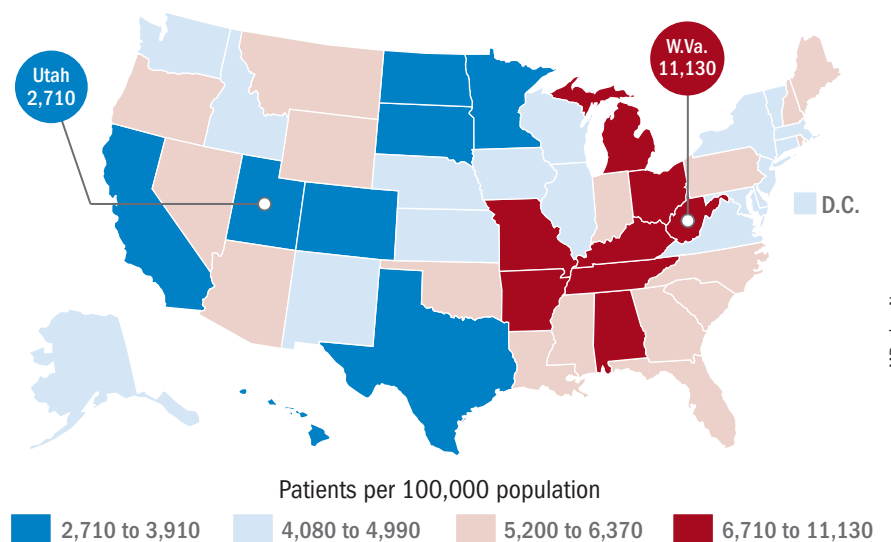 Utah
2,710
W.Va.
11,130
D.C.
Patients per 100,000 population
2,710 to 3,910
4,080 to 4,990
5,200 to 6,370
6,710 to 11,130